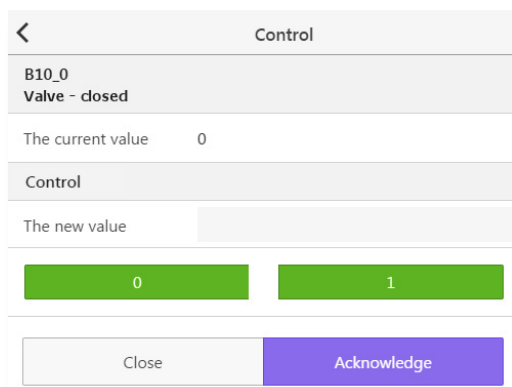 Control
B10_0
Valve - closed
The current value 0
Control
The new value
0 1
Close Acknowledge